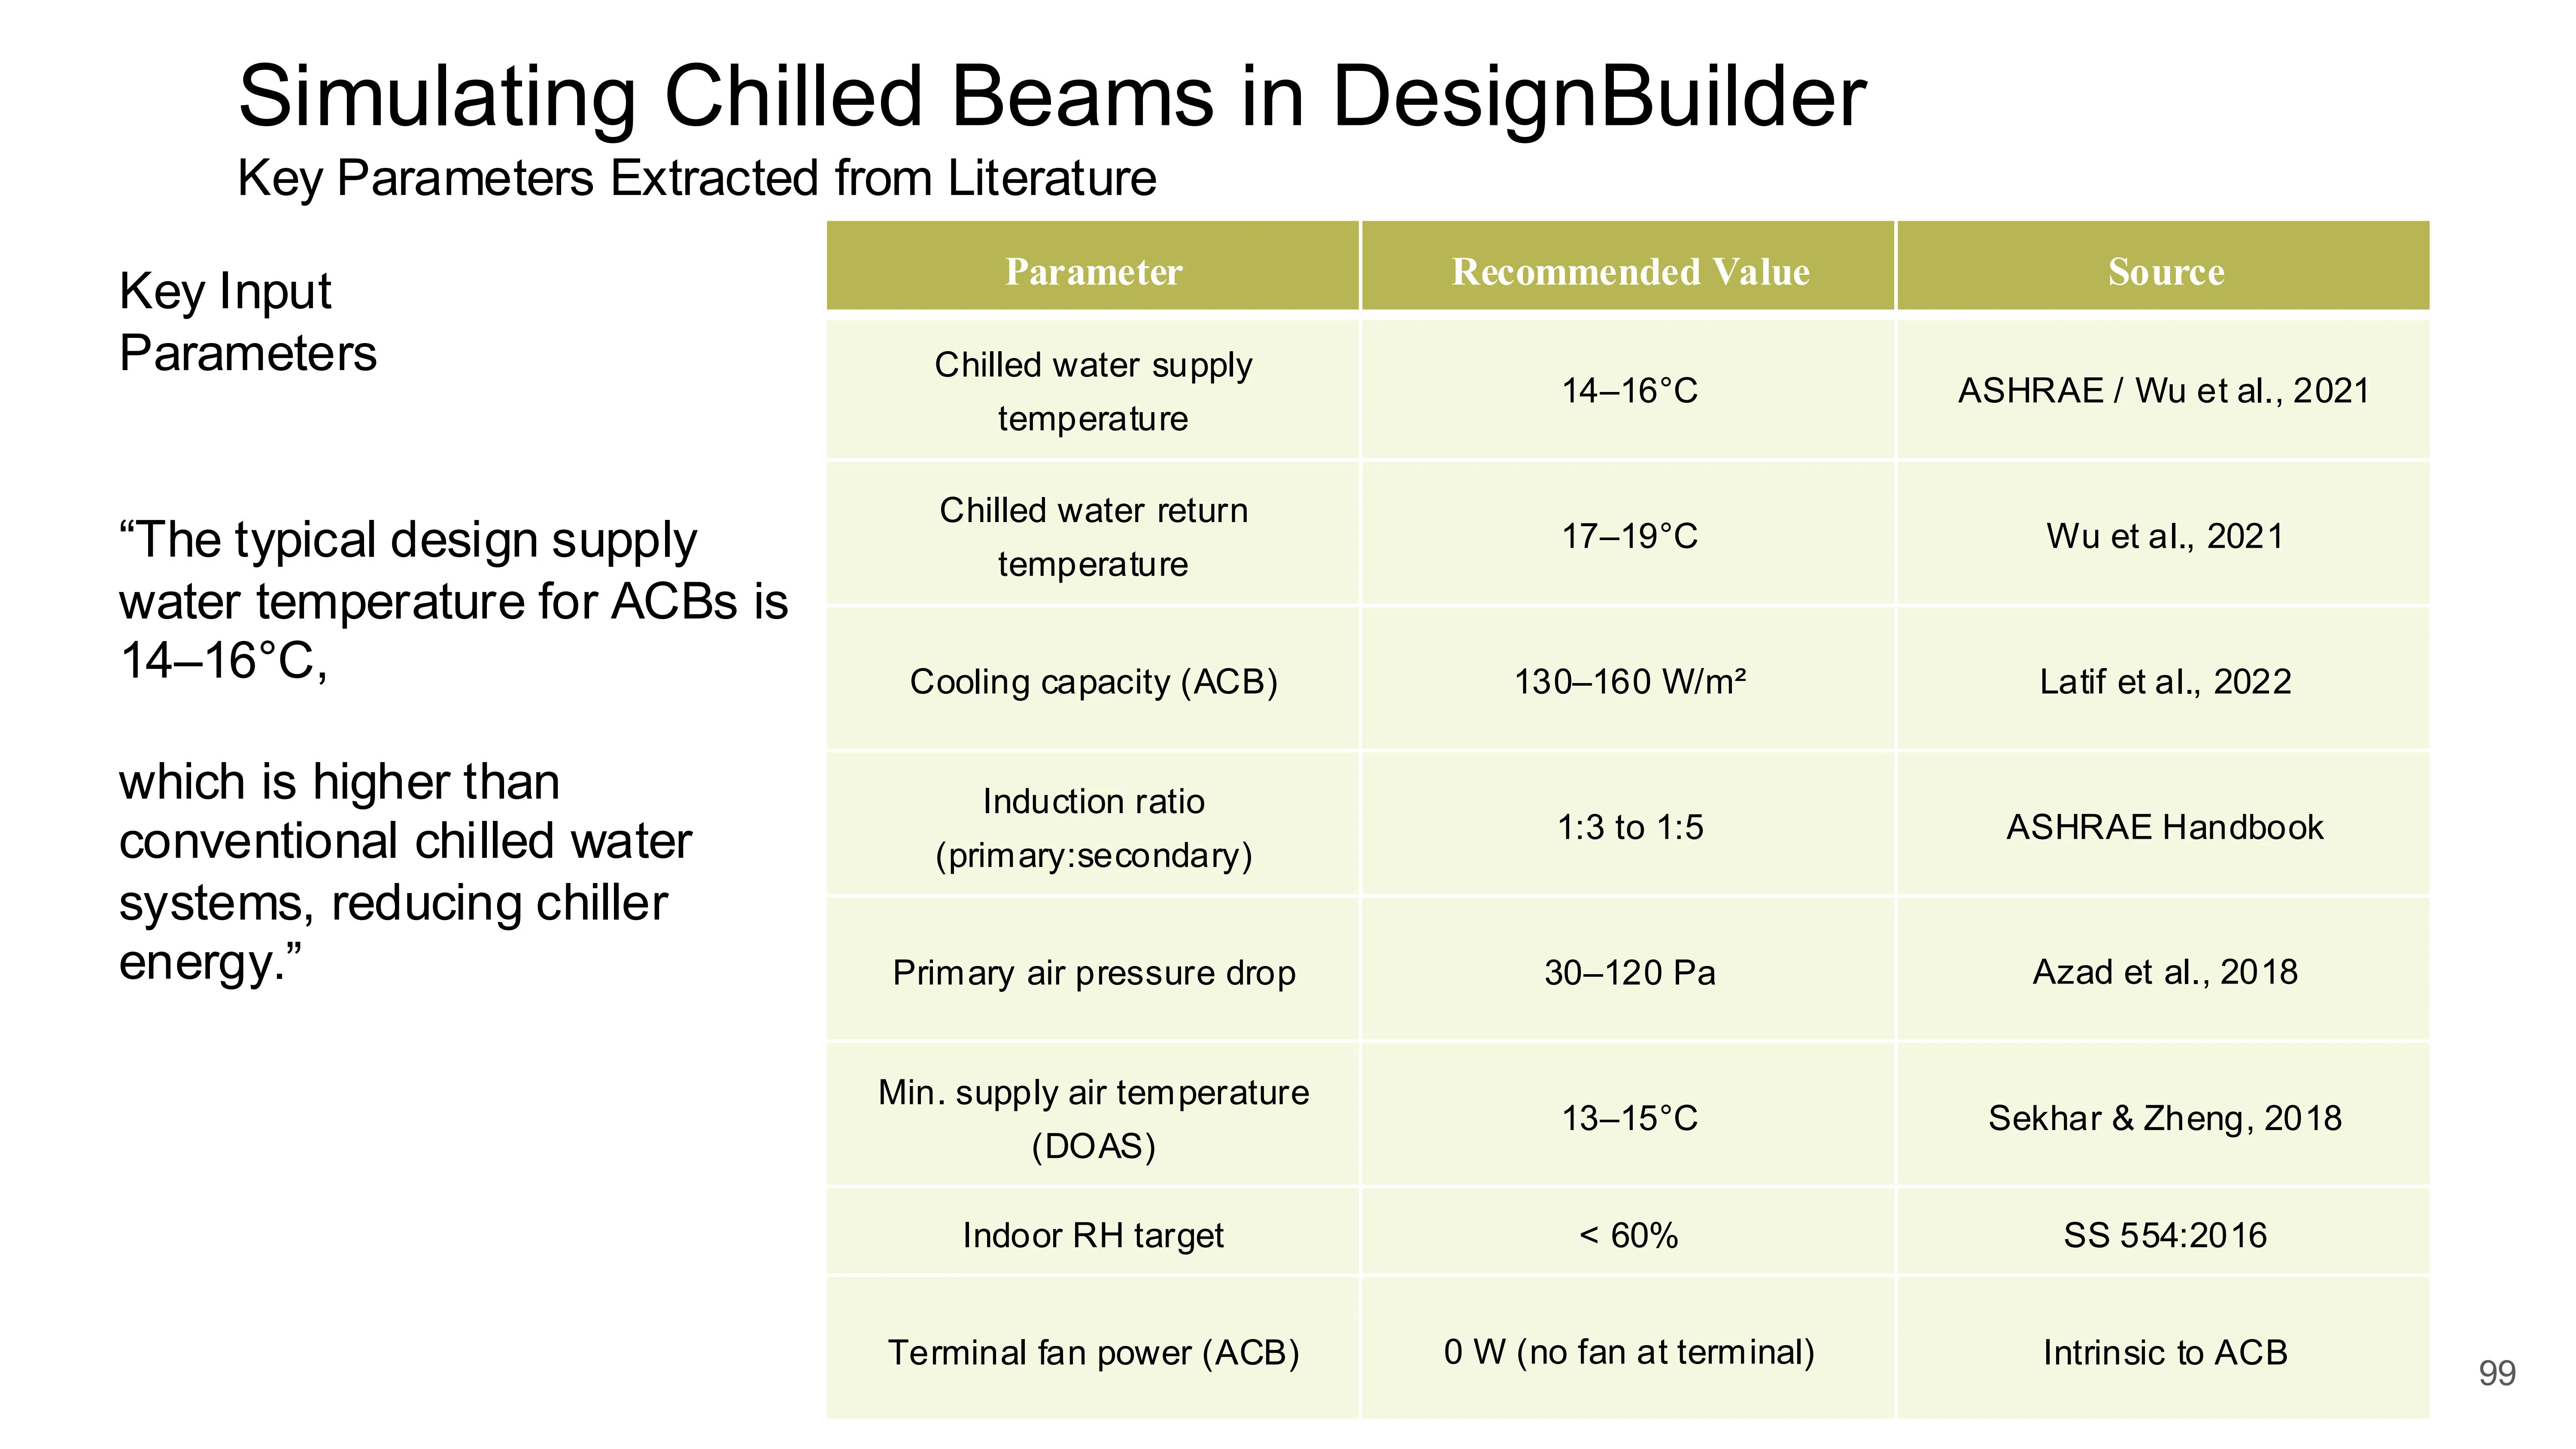 Simulating Chilled Beams in DesignBuilder
Key Parameters Extracted from Literature
Key Input
Parameters
“The typical design supply
water temperature for ACBs is
14–16°C,
which is higher than
conventional chilled water
systems, reducing chiller
energy.”
Parameter
Recommended Value
Source
Chilled water supply
temperature
14–16°C
ASHRAE / Wu et al., 2021
Chilled water return
temperature
17–19°C
Wu et al., 2021
Cooling capacity (ACB)
130–160 W/m²
Latif et al., 2022
Induction ratio
(primary:secondary)
1:3 to 1:5
ASHRAE Handbook
Primary air pressure drop
30–120 Pa
Azad et al., 2018
Min. supply air temperature
(DOAS)
13–15°C
Sekhar & Zheng, 2018
Indoor RH target
< 60%
SS 554:2016
Terminal fan power (ACB)
0 W (no fan at terminal)
Intrinsic to ACB
99